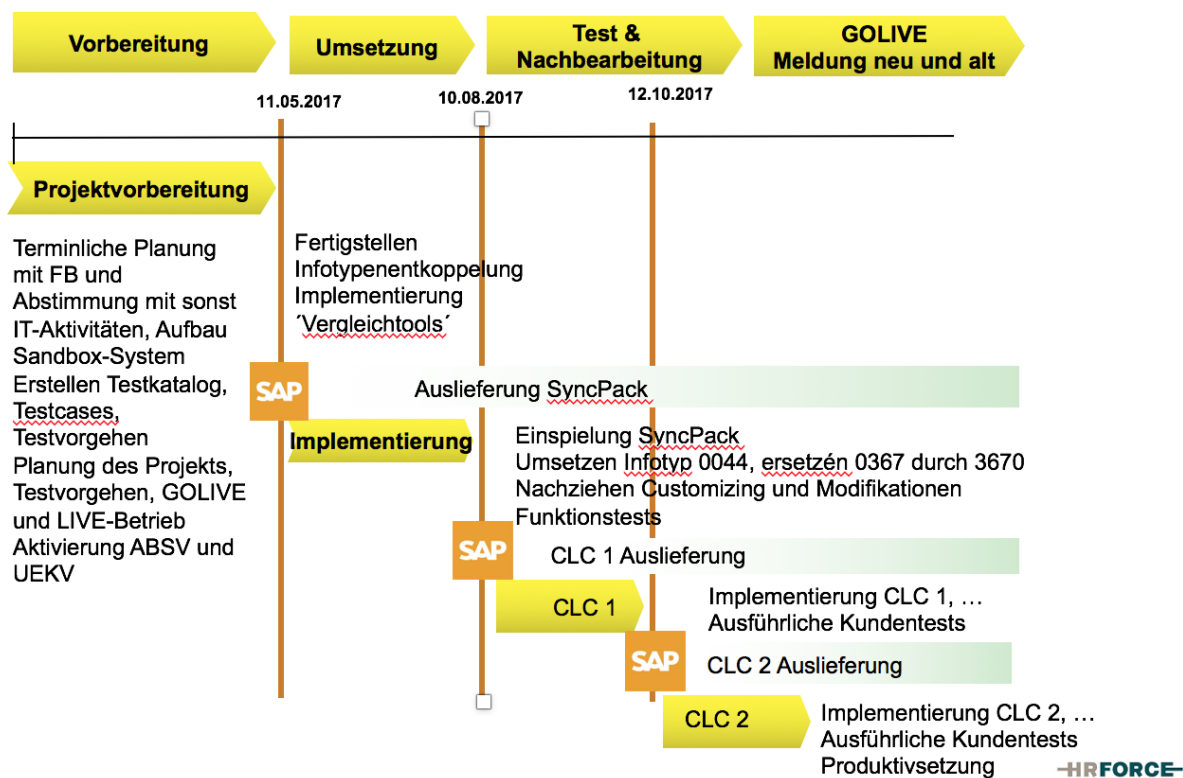 Vorbereitung
Umsetzung
Test &
Nachbearbeitung
GOLIVE
Meldung neu und alt
11.05.2017
10.08.2017
12.10.2017
Projektvorbereitung
Terminliche Planung
mit FB und
Abstimmung mit sonst
IT-Aktivitäten, Aufbau
Sandbox-System
Erstellen Testkatalog,
Testcases,
Testvorgehen
Planung des Projekts,
Testvorgehen, GOLIVE
und LIVE-Betrieb
Aktivierung ABSV und
UEKV
Fertigstellen
Infotypenentkoppelung
Implementierung
´Vergleichtools´
SAP
Auslieferung SyncPack
Implementierung
Einspielung SyncPack
Umsetzen Infotyp 0044, ersetzén 0367 durch 3670
Nachziehen Customizing und Modifikationen
Funktionstests
SAP
CLC 1 Auslieferung
CLC 1
Implementierung CLC 1, …
Ausführliche Kundentests
SAP
CLC 2 Auslieferung
CLC 2
Implementierung CLC 2, …
Ausführliche Kundentests
Produktivsetzung
HRFORCE